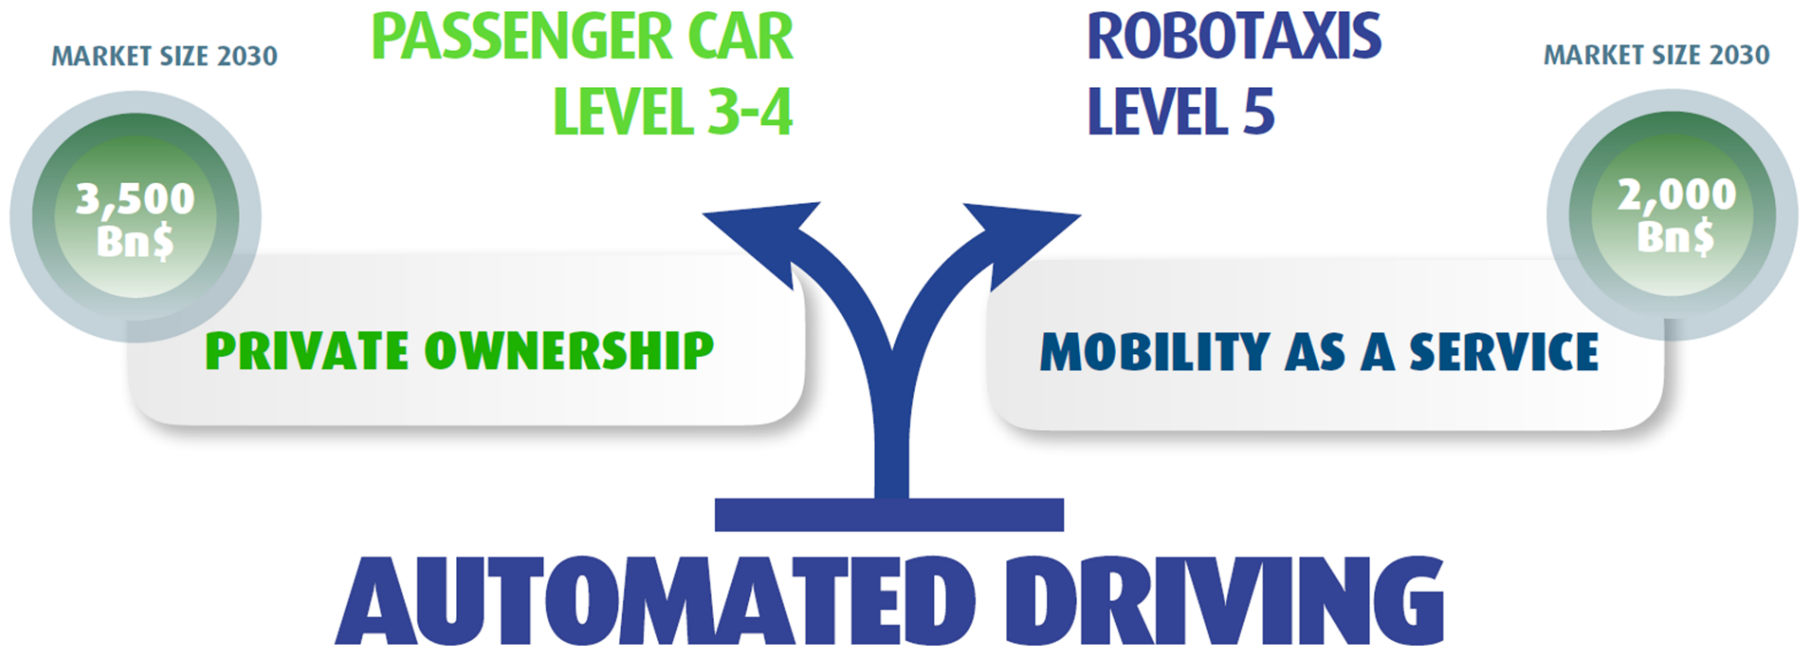 MARKET SIZE 2030
3,500
Bn$
PASSENGER CAR
LEVEL 3-4
PRIVATE OWNERSHIP
ROBOTAXIS
LEVEL 5
MARKET SIZE 2030
2,000
Bn$
MOBILITY AS A SERVICE
AUTOMATED DRIVING